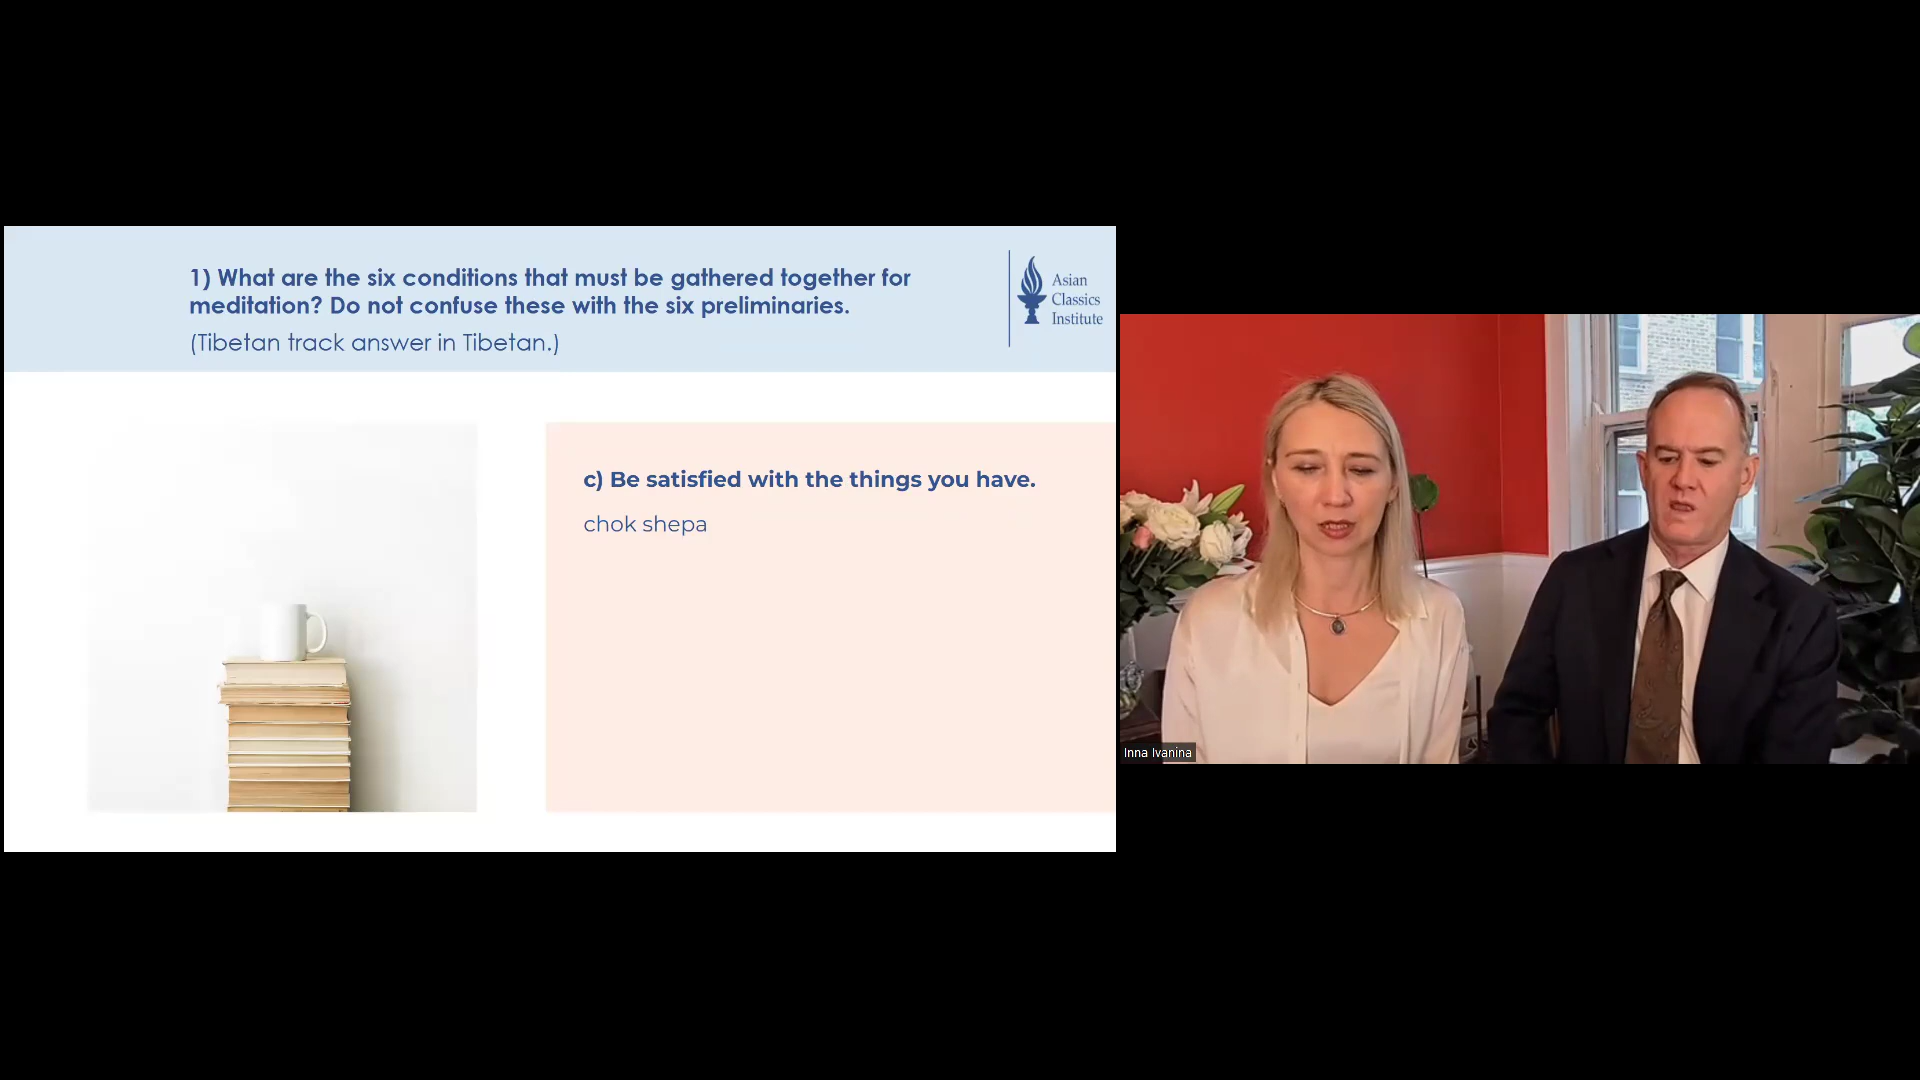 1) What are the six conditions that must be gathered together for
meditation? Do not confuse these with the six preliminaries.
(Tibetan track answer in Tibetan.)
Asian
Classics
Institute
c) Be satisfied with the things you have.
chok shepa
Inna Ivanina